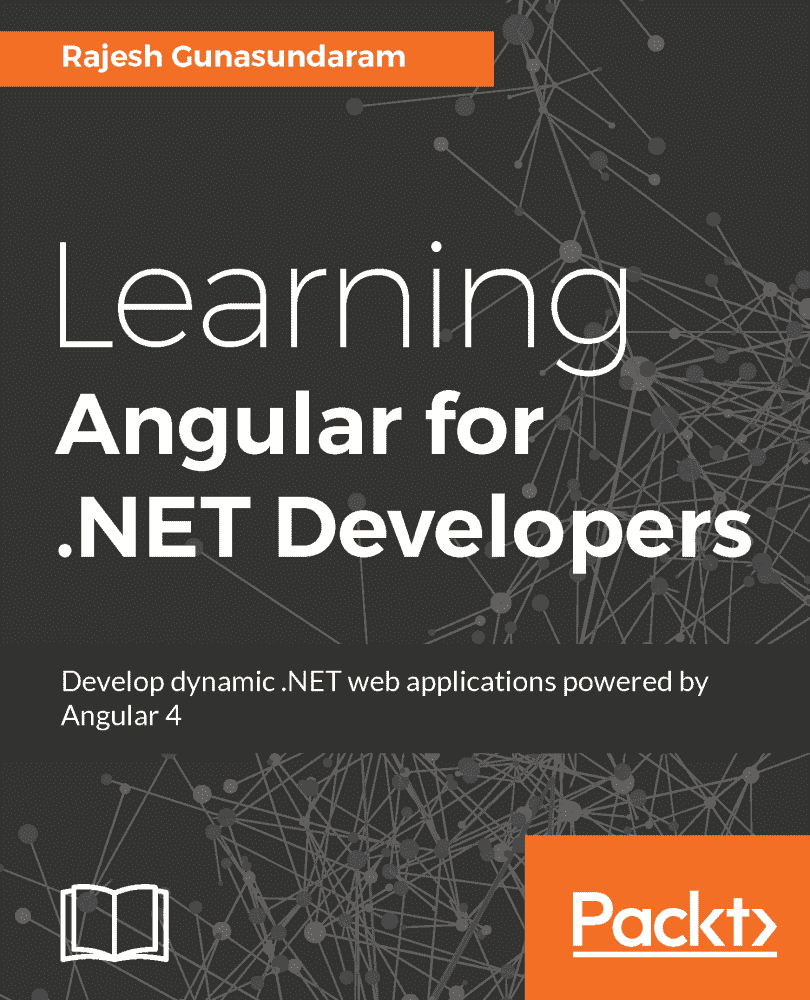 Rajesh Gunasundaram
Learning
Angular for
.NET Developers
Develop dynamic .NET web applications powered by
Angular 4
Packt>